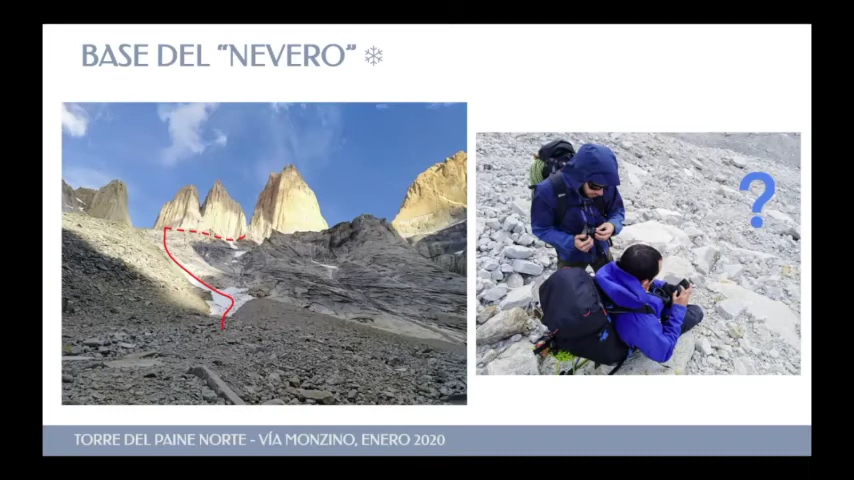 BASE DEL “NEVERO” ❄
?
TORRE DEL PAINE NORTE - VÍA MONZINO, ENERO 2020